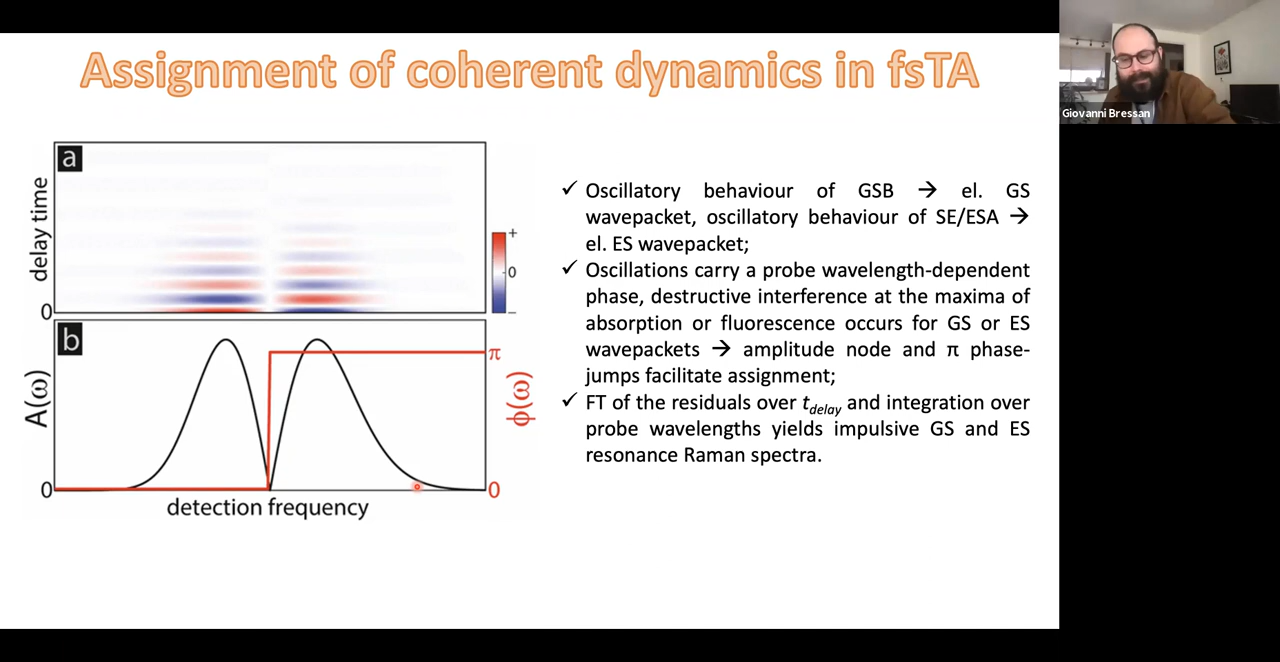 Assignment of coherent dynamics in fsTA
Giovanni Bressan
a
delay time
0
+
0
−
b
A(ω)
0
π
ϕ(ω)
0
detection frequency
✓ Oscillatory behaviour of GSB → el. GS
wavepacket, oscillatory behaviour of SE/ESA →
el. ES wavepacket;
✓ Oscillations carry a probe wavelength-dependent
phase, destructive interference at the maxima of
absorption or fluorescence occurs for GS or ES
wavepackets → amplitude node and π phase-
jumps facilitate assignment;
✓ FT of the residuals over tdelay and integration over
probe wavelengths yields impulsive GS and ES
resonance Raman spectra.